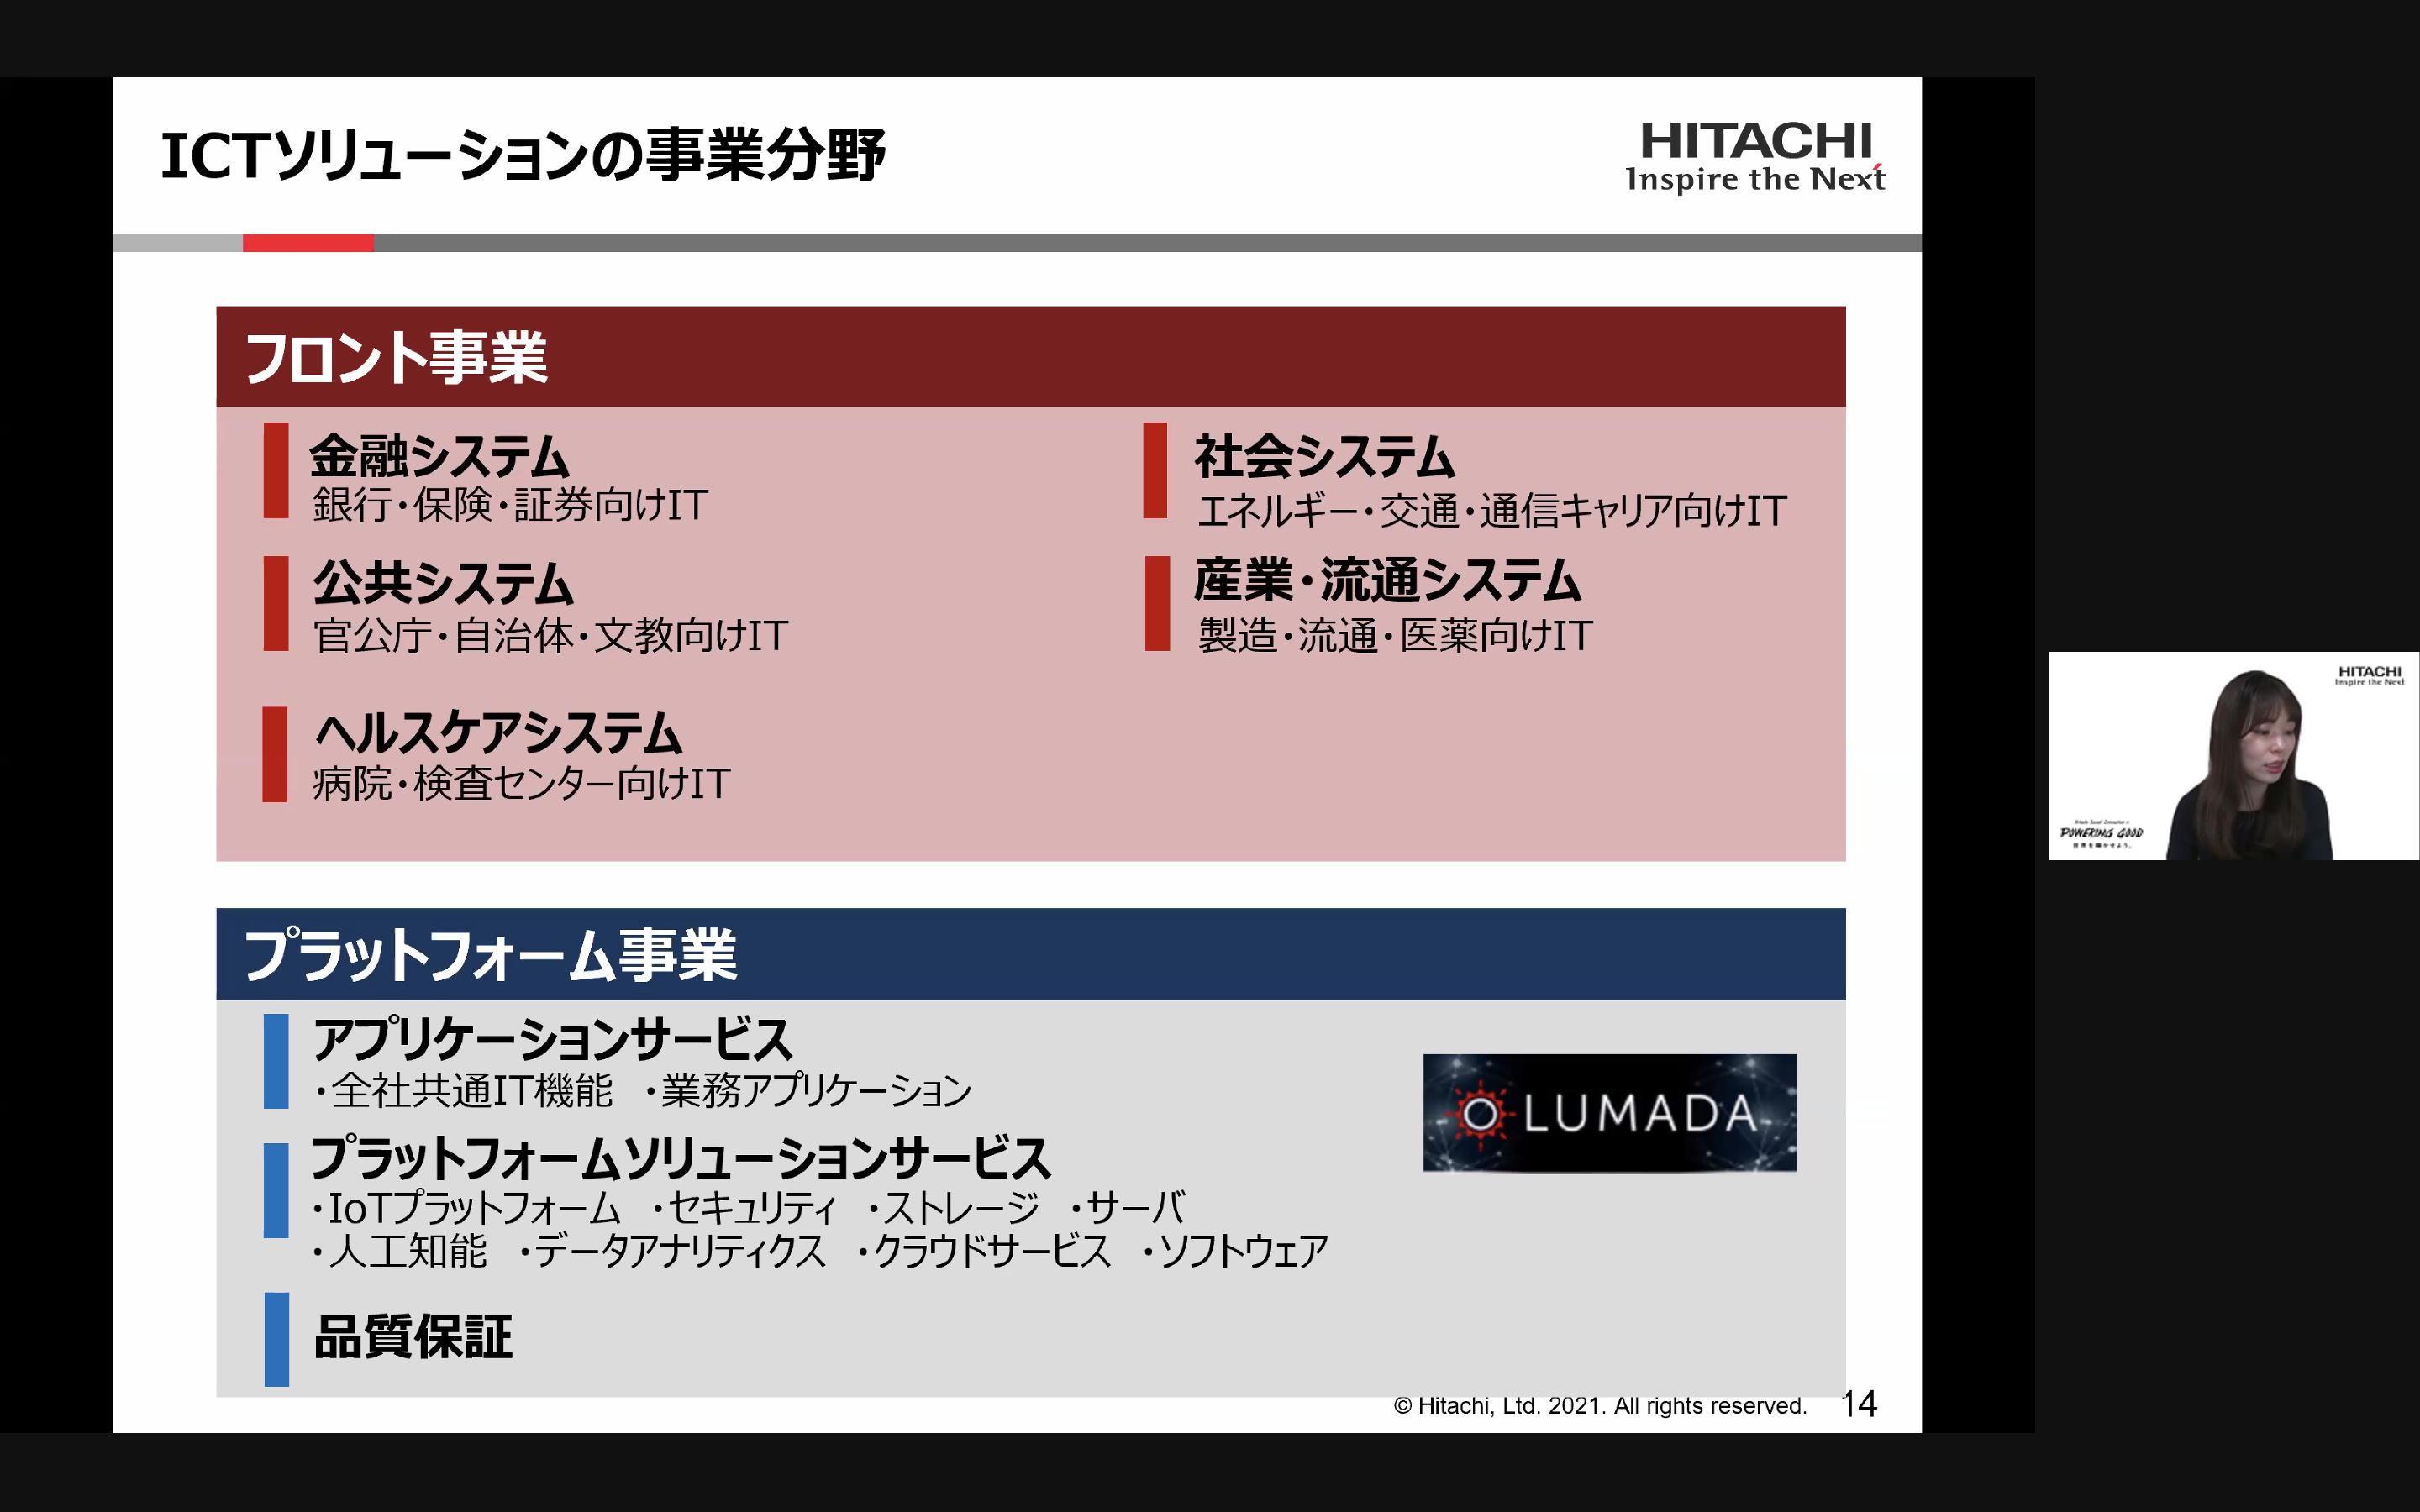 ICTソリューションの事業分野
HITACHI
Inspire the Next
フロント事業
金融システム
銀行・保険・証券向けIT
社会システム
エネルギー・交通・通信キャリア向けIT
公共システム
官公庁・自治体・文教向けIT
産業・流通システム
製造・流通・医薬向けIT
ヘルスケアシステム
病院・検査センター向けIT
プラットフォーム事業
アプリケーションサービス
・全社共通IT機能 ・業務アプリケーション
LUMADA
プラットフォームソリューションサービス
・IoTプラットフォーム ・セキュリティ ・ストレージ ・サーバ
・人工知能 ・データアナリティクス ・クラウドサービス ・ソフトウェア
品質保証
© Hitachi, Ltd. 2021. All rights reserved. 14
HITACHI
Inspire the Next
Hitachi Social Innovation is
POWERING GOOD
世界を輝かせよう。